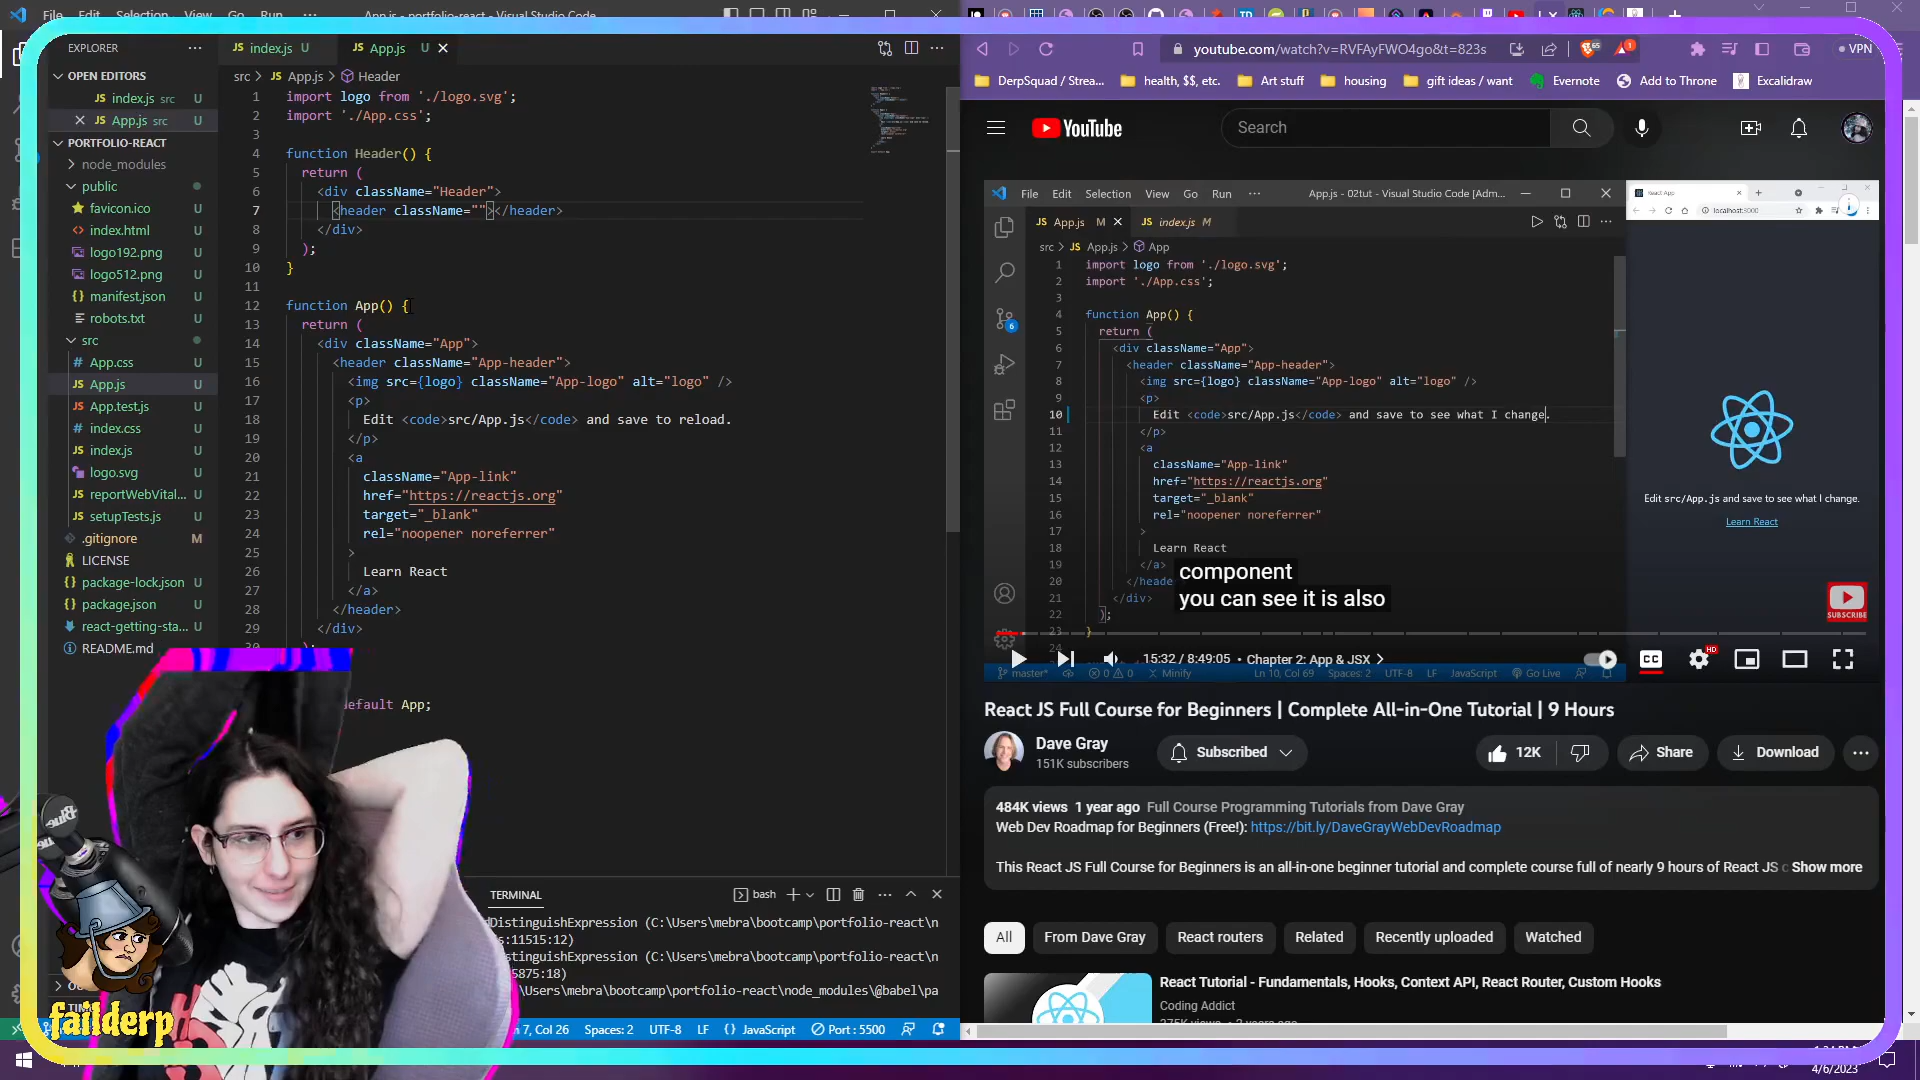 File Edit Selection View Go Run ··· App.js - portfolio-react - Visual Studio Code
EXPLORER
OPEN EDITORS
index.js src U
App.js src U
PORTFOLIO-REACT
node_modules
public
favicon.ico U
index.html U
logo192.png U
logo512.png U
manifest.json U
robots.txt U
src
App.css U
App.js U
App.test.js U
index.css U
index.js U
logo.svg U
reportWebVital... U
setupTests.js U
.gitignore M
LICENSE
package-lock.json U
package.json U
react-getting-sta... U
README.md U
index.js U App.js U
src > App.js > Header
1 import logo from './logo.svg';
2 import './App.css';
3
4 function Header() {
5 return (
6 <div className="Header">
7 <header className=""></header>
8 </div>
9 );
10 }
11
12 function App() {
13 return (
14 <div className="App">
15 <header className="App-header">
16 <img src={logo} className="App-logo" alt="logo" />
17 <p>
18 Edit <code>src/App.js</code> and save to reload.
19 </p>
20 <a
21 className="App-link"
22 href="https://reactjs.org"
23 target="_blank"
24 rel="noopener noreferrer"
25 >
26 Learn React
27 </a>
28 </header>
29 </div>
default App;
TERMINAL
bash
DistinguishExpression (C:\Users\mebra\bootcamp\portfolio-react\n
s:11515:12)
stinguishExpression (C:\Users\mebra\bootcamp\portfolio-react\n
5875:18)
Users\mebra\bootcamp\portfolio-react\node_modules\@babel\pa
7, Col 26 Spaces: 2 UTF-8 LF {} JavaScript Port : 5500
failderp
youtube.com/watch?v=RVFAyFWO4go&t=823s
VPN
DerpSquad / Strea... health, $$, etc. Art stuff housing gift ideas / want Evernote Add to Throne Excalidraw
YouTube
Search
File Edit Selection View Go Run ··· App.js - 02tut - Visual Studio Code [Adm...
React App
App.js M index.js M
localhost:3000
src > App.js > App
1 import logo from './logo.svg';
2 import './App.css';
3
4 function App() {
5 return (
6 <div className="App">
7 <header className="App-header">
8 <img src={logo} className="App-logo" alt="logo" />
9 <p>
10 Edit <code>src/App.js</code> and save to see what I change.
11 </p>
12 <a
13 className="App-link"
14 href="https://reactjs.org"
15 target="_blank"
16 rel="noopener noreferrer"
17 >
18 Learn React
19 </a>
20 </heade
21 </div>
22 );
23 }
component
you can see it is also
Edit src/App.js and save to see what I change.
Learn React
SUBSCRIBE
15:32 / 8:49:05 • Chapter 2: App & JSX
CC HD
master* 0 0 Minify Ln 10, Col 69 Spaces: 2 UTF-8 LF JavaScript Go Live
React JS Full Course for Beginners | Complete All-in-One Tutorial | 9 Hours
Dave Gray
151K subscribers
Subscribed
12K
Share
Download
484K views 1 year ago Full Course Programming Tutorials from Dave Gray
Web Dev Roadmap for Beginners (Free!): https://bit.ly/DaveGrayWebDevRoadmap
This React JS Full Course for Beginners is an all-in-one beginner tutorial and complete course full of nearly 9 hours of React JS c Show more
All From Dave Gray React routers Related Recently uploaded Watched
React Tutorial - Fundamentals, Hooks, Context API, React Router, Custom Hooks
Coding Addict
4/6/2023